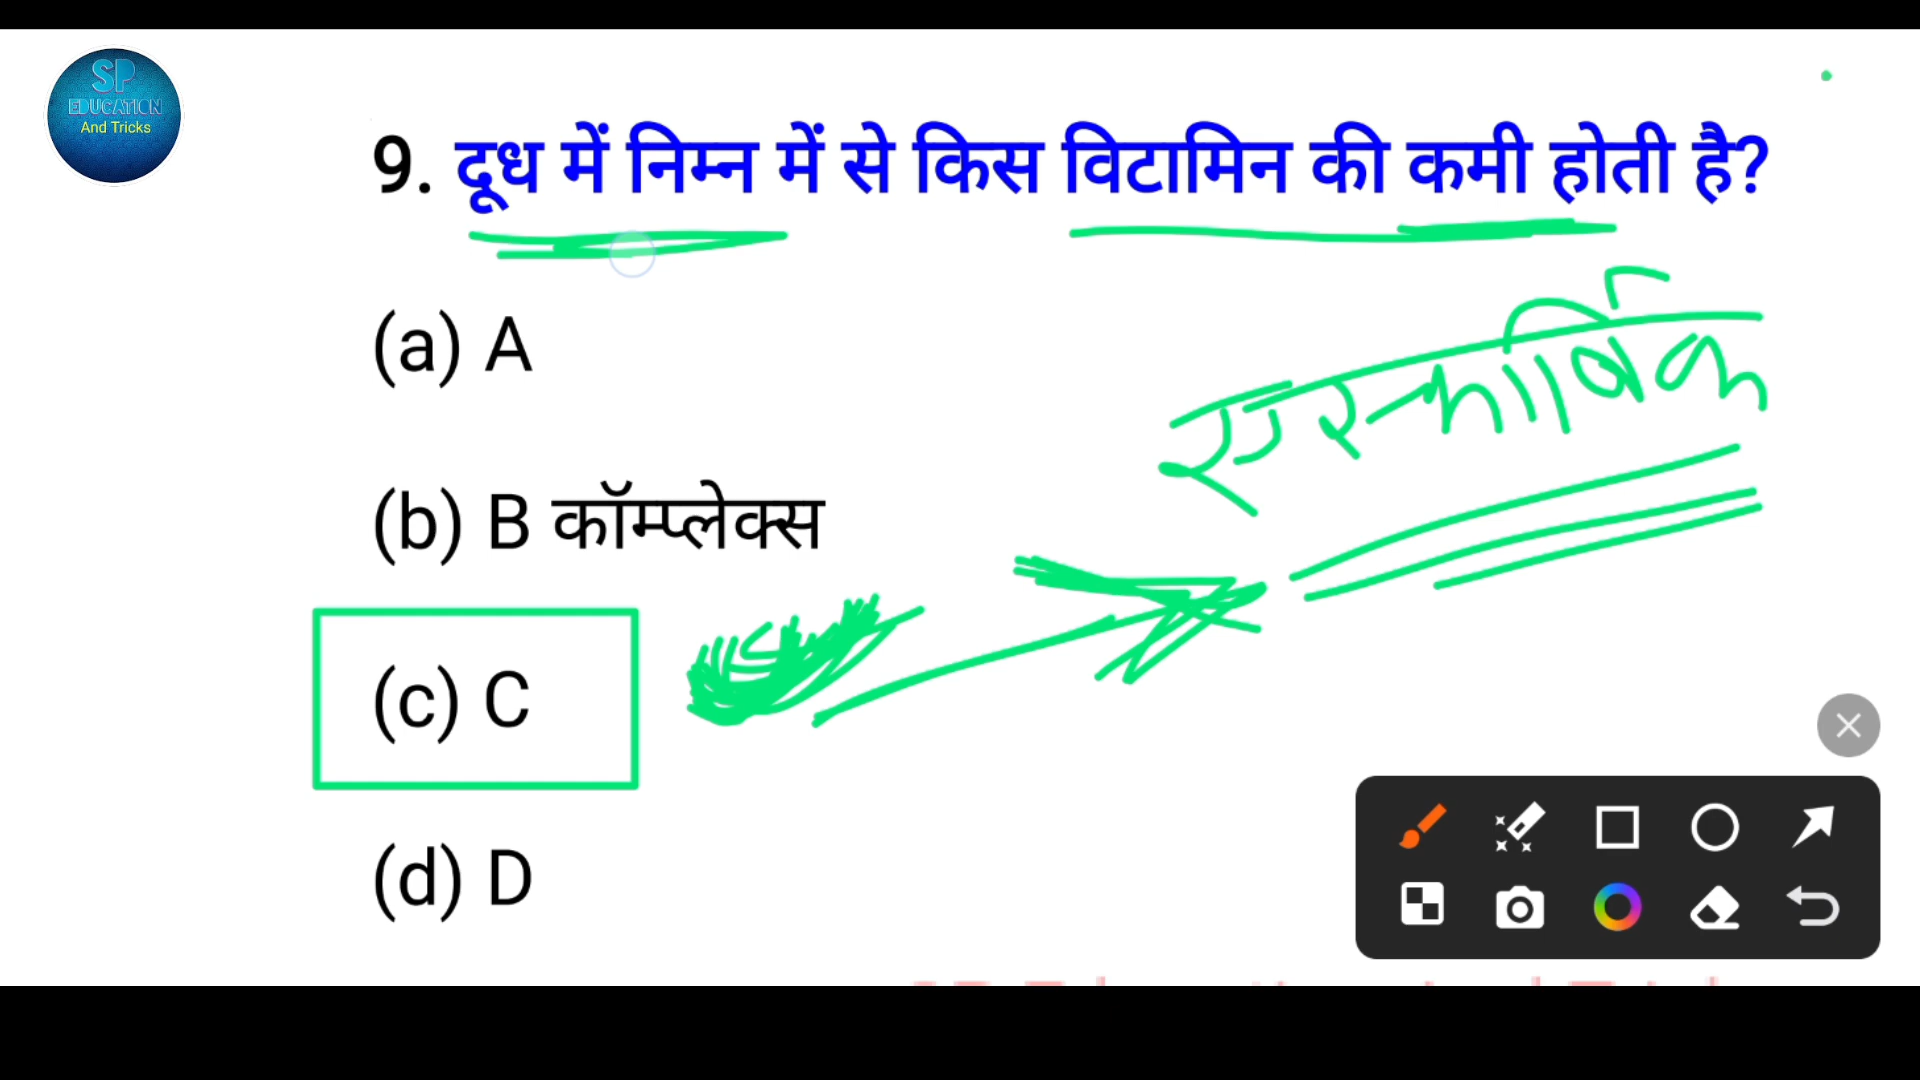 SP
EDUCATION
And Tricks
9. दूध में निम्न में से किस विटामिन की कमी होती है?
(a) A
(b) B कॉम्प्लेक्स
(c) C
(d) D